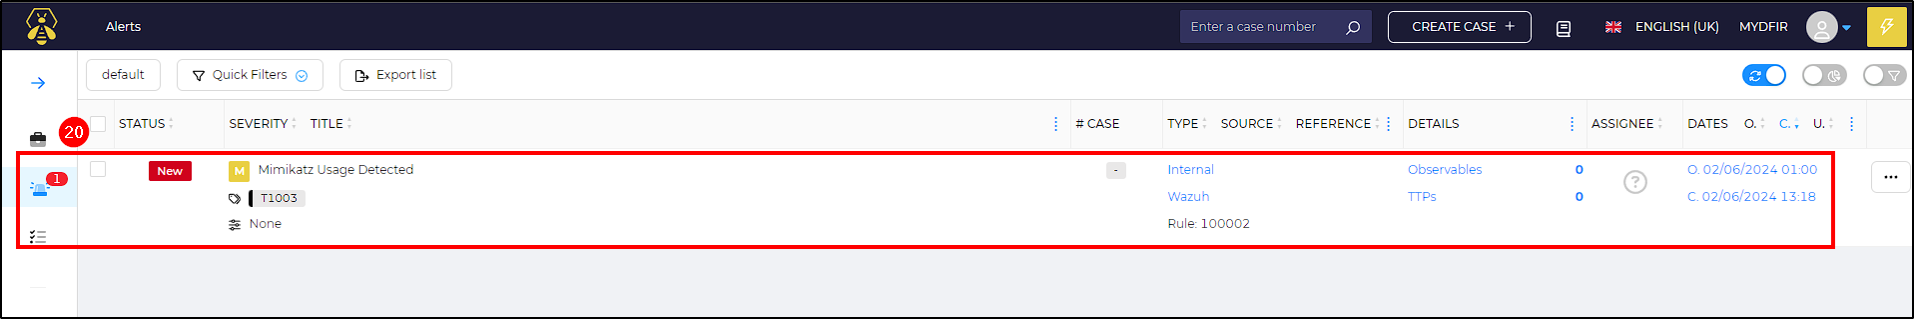 Alerts Enter a case number CREATE CASE + ENGLISH (UK) MYDFIR
default Quick Filters Export list
20 STATUS SEVERITY TITLE # CASE TYPE SOURCE REFERENCE DETAILS ASSIGNEE DATES O. C. U.
1 New M Mimikatz Usage Detected - Internal Observables 0 ? O. 02/06/2024 01:00
T1003 Wazuh TTPs 0 C. 02/06/2024 13:18
None Rule: 100002